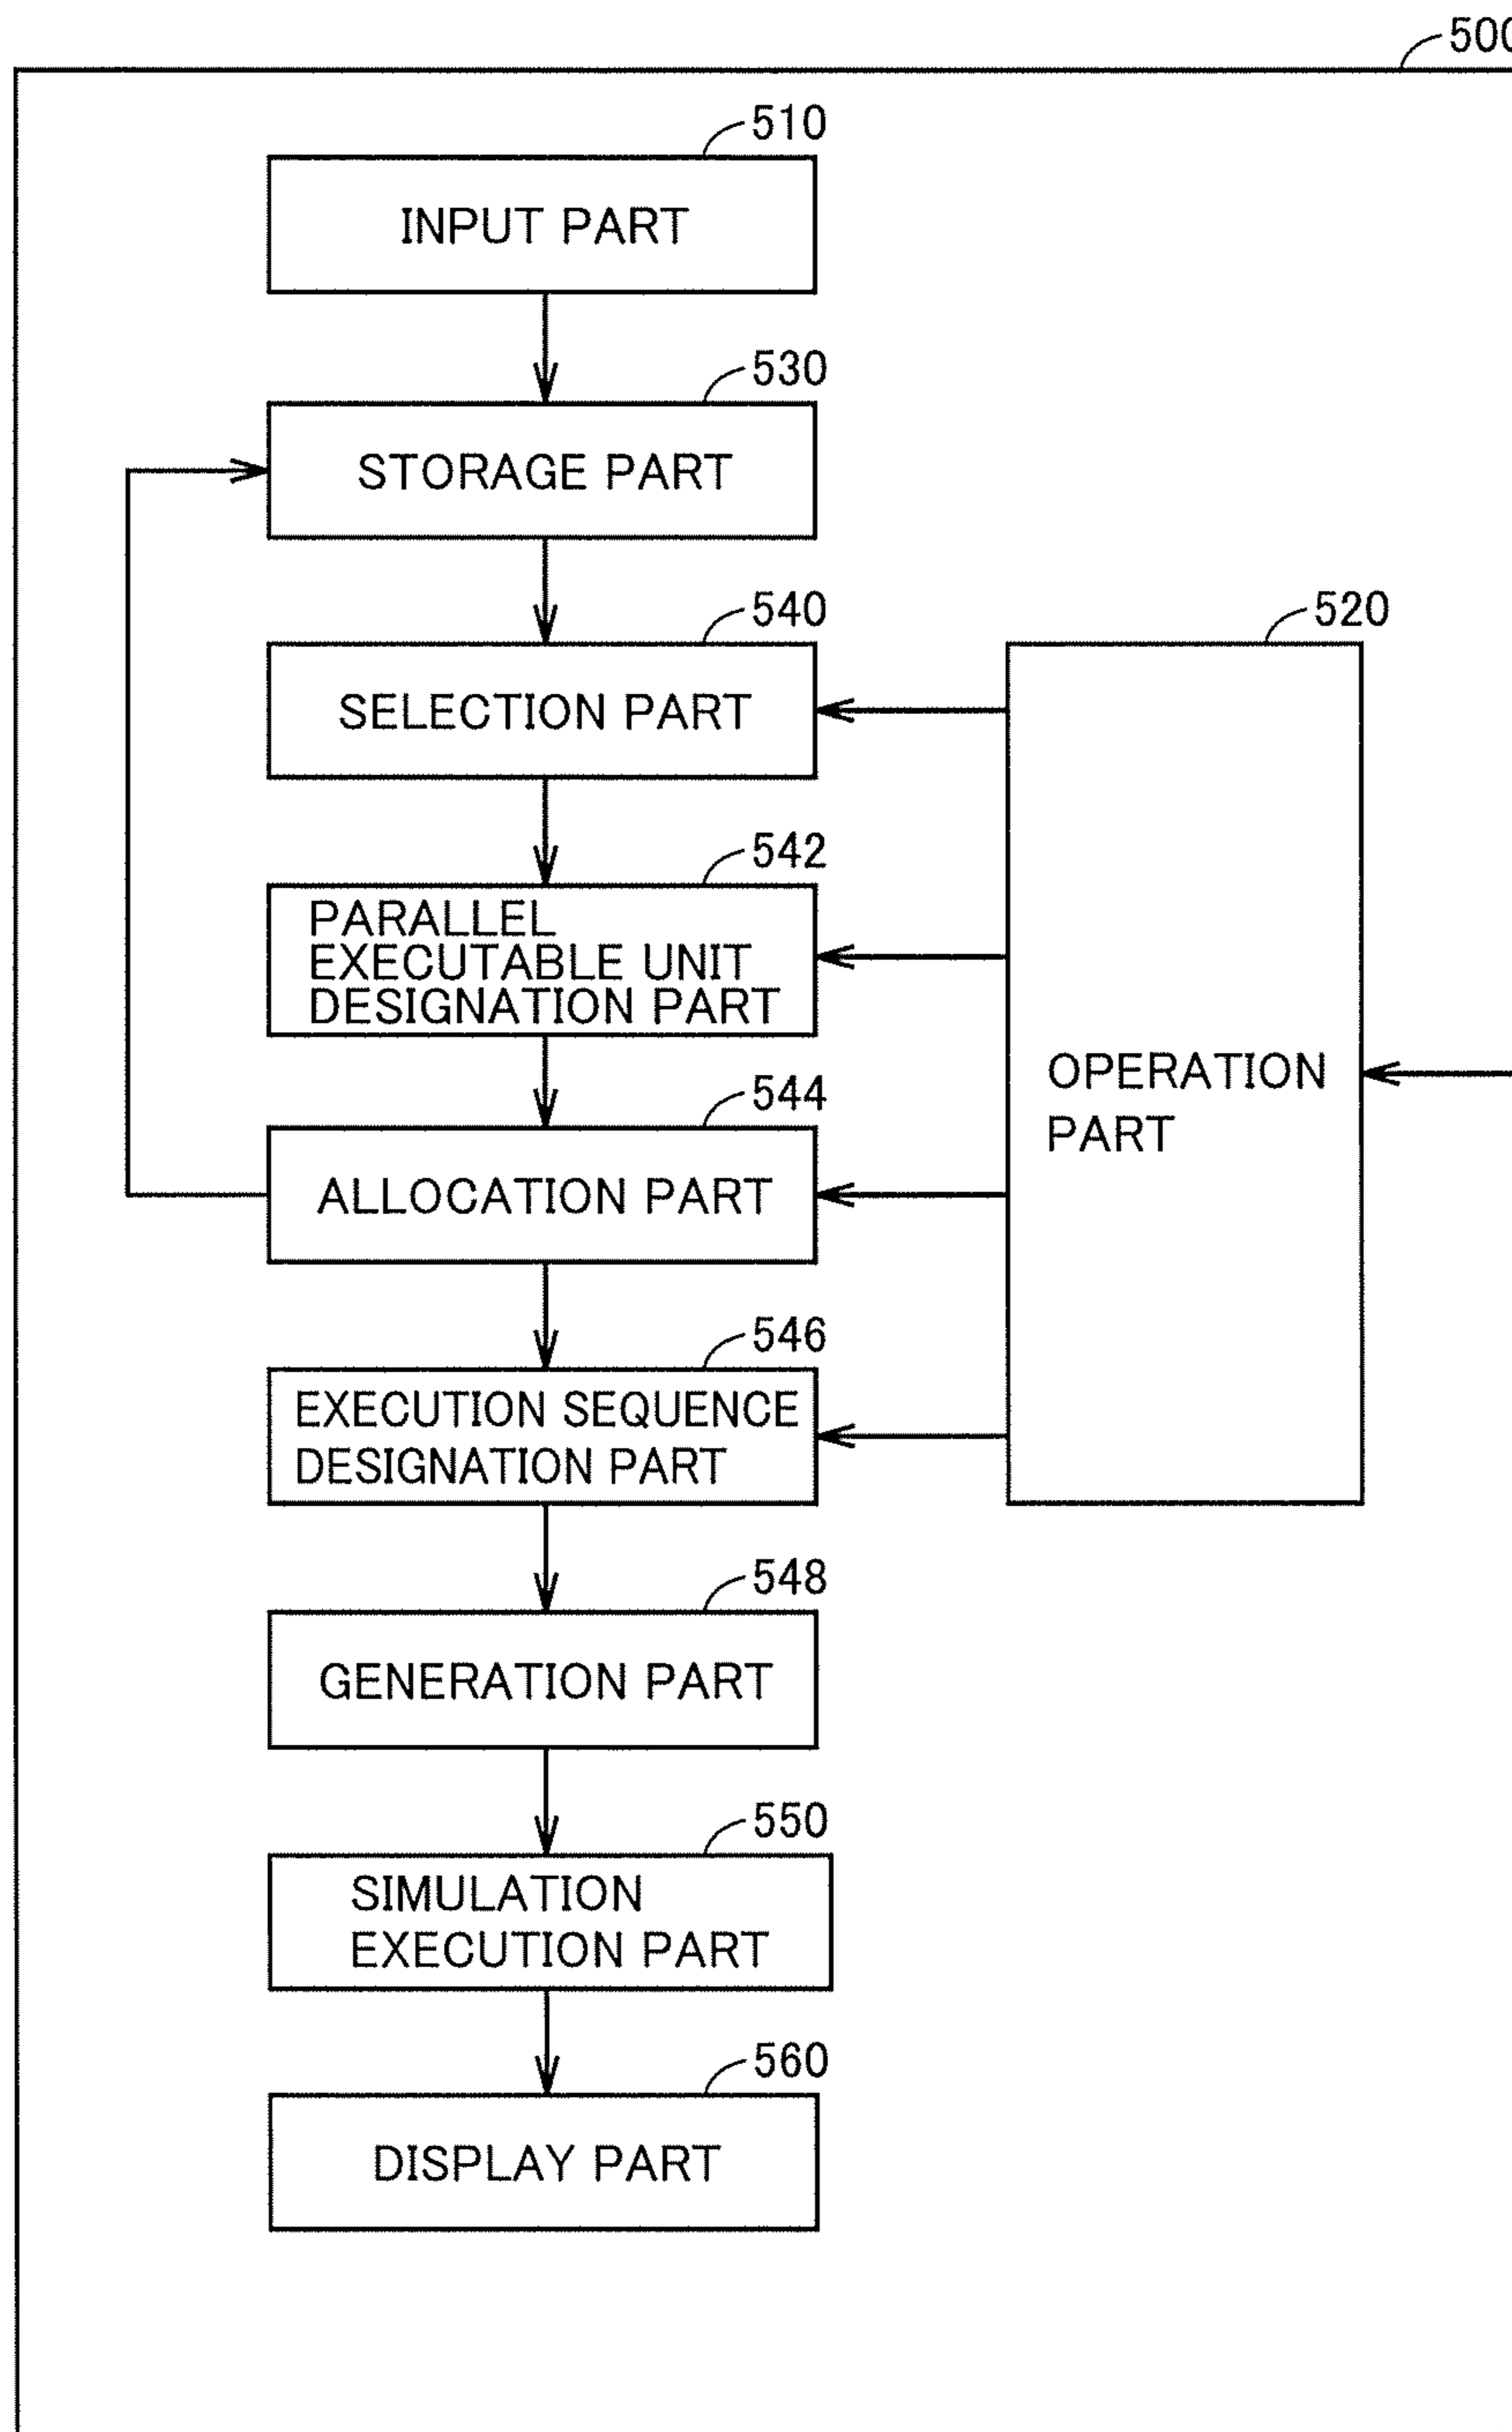 500
510
INPUT PART
530
STORAGE PART
540
SELECTION PART
520
OPERATION
PART
542
PARALLEL
EXECUTABLE UNIT
DESIGNATION PART
544
ALLOCATION PART
546
EXECUTION SEQUENCE
DESIGNATION PART
548
GENERATION PART
550
SIMULATION
EXECUTION PART
560
DISPLAY PART